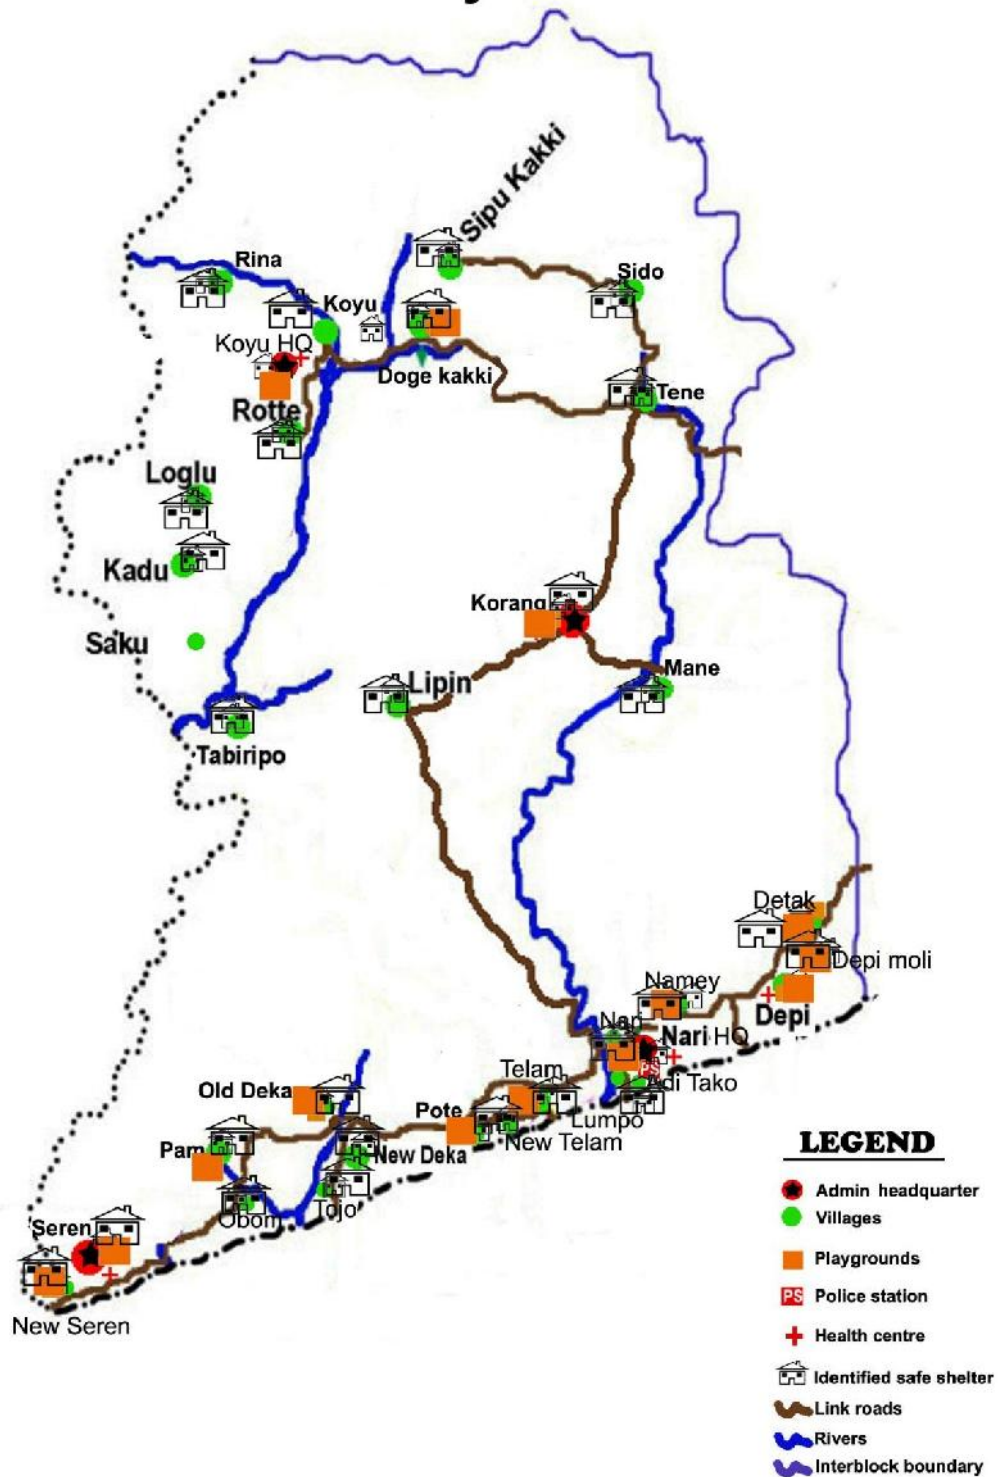 Sipu Kakki
Rina
Sido
Koyu
Koyu HQ
Doge kakki
Tene
Rotte
Loglu
Kadu
Korang
Saku
Mane
Lipin
Tabiripo
Detak
Depi moli
Namey
Depi
Nari
Nari HQ
PS
Telam
Adi Tako
Old Deka
Pote
Lumpo
New Telam
Pam
New Deka
Obom
Tojo
Seren
New Seren
LEGEND
Admin headquarter
Villages
Playgrounds
PS Police station
Health centre
Identified safe shelter
Link roads
Rivers
Interblock boundary